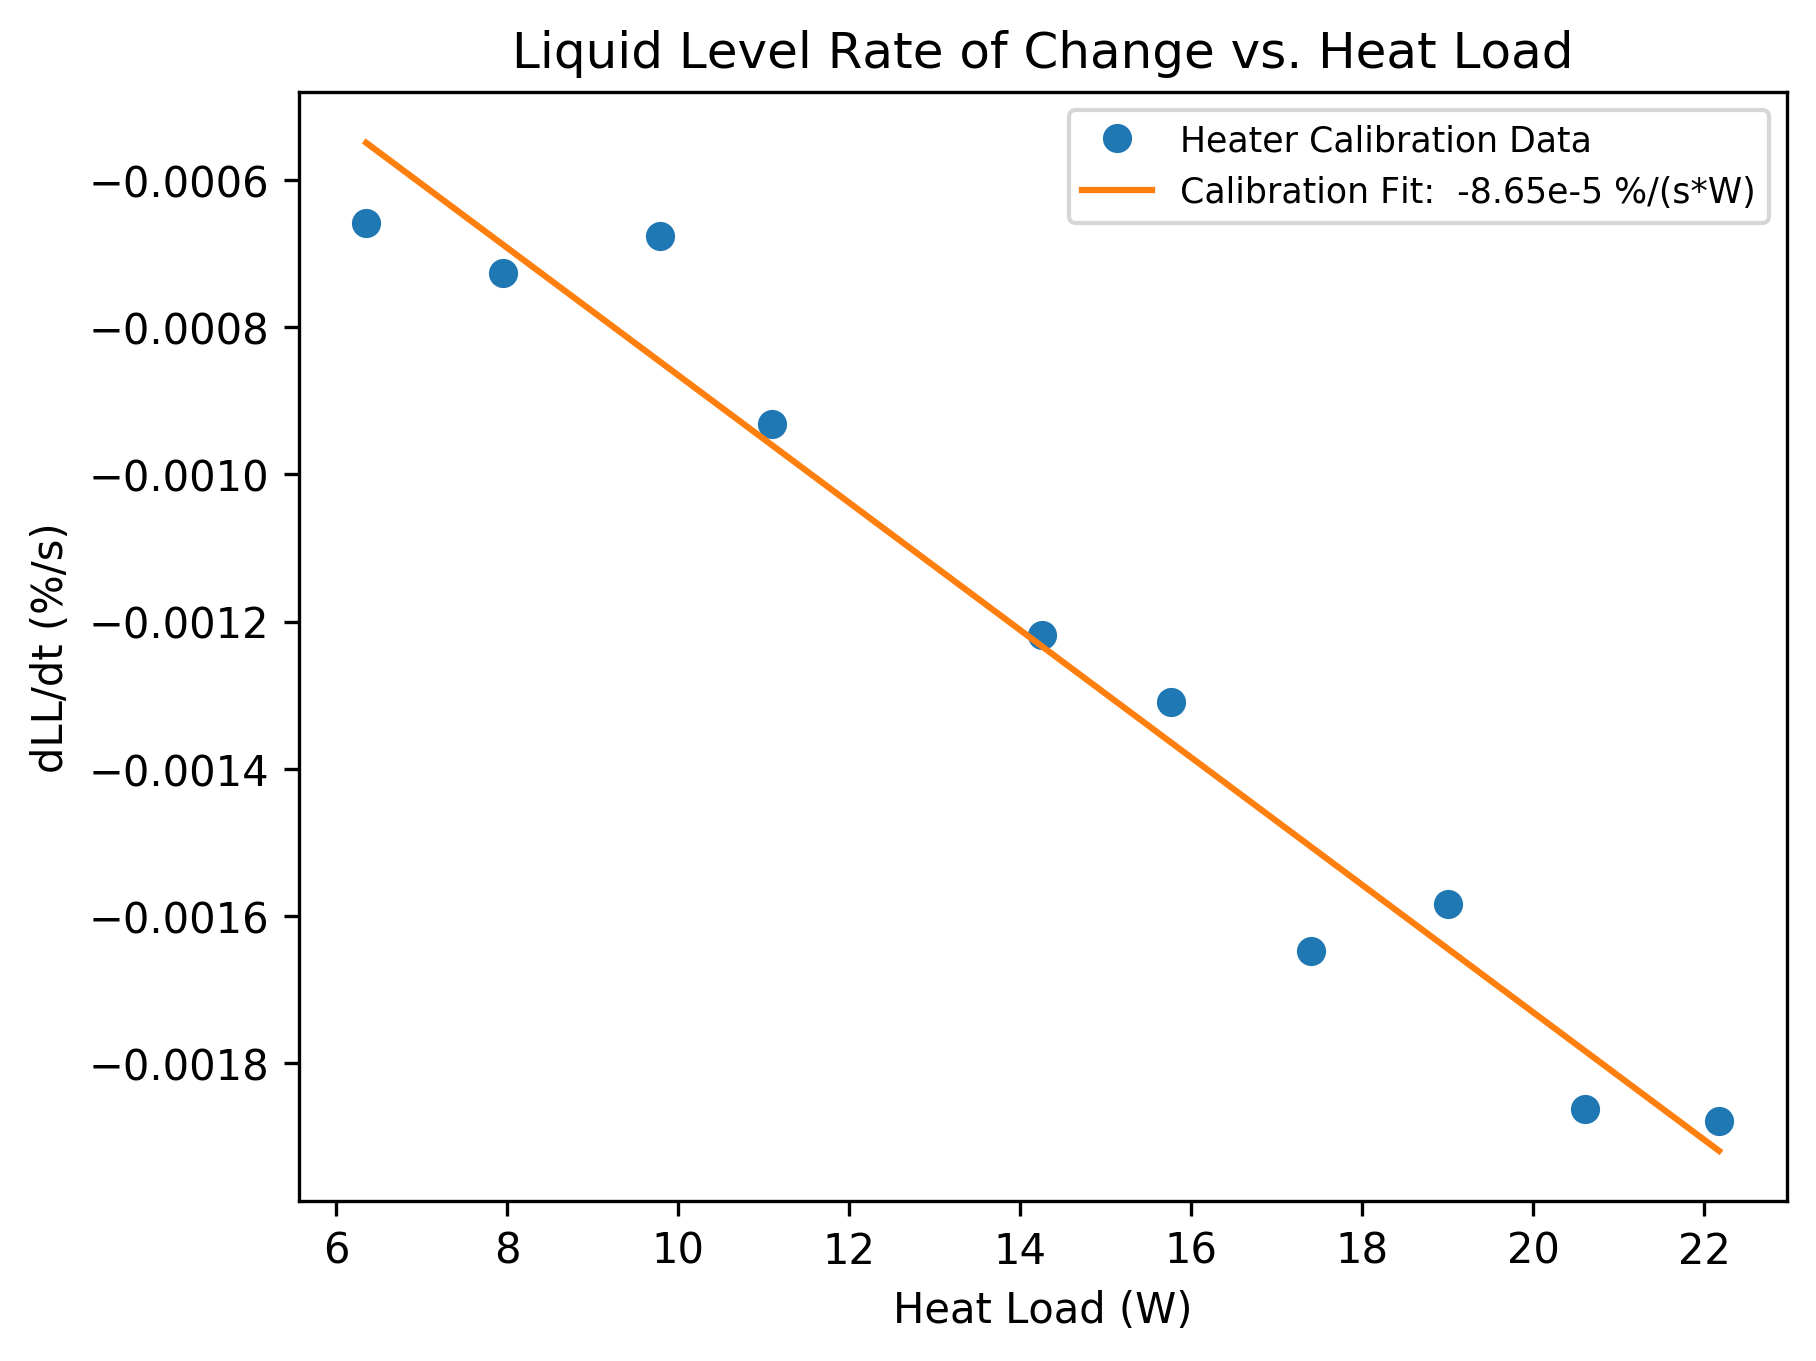 Liquid Level Rate of Change vs. Heat Load
Heater Calibration Data
Calibration Fit:  -8.65e-5 %/(s*W)
dLL/dt (%/s)
−0.0006
−0.0008
−0.0010
−0.0012
−0.0014
−0.0016
−0.0018
6 8 10 12 14 16 18 20 22
Heat Load (W)